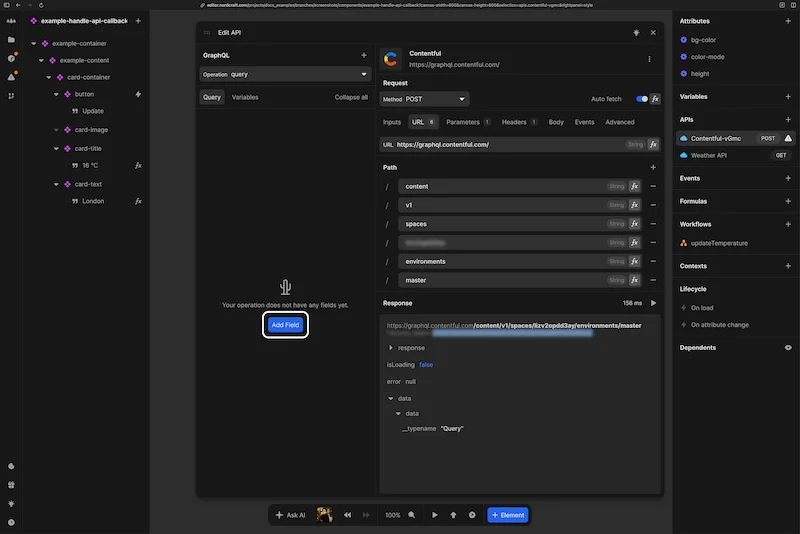 editor.nordcraft.com/projects/docs_examples/branches/screenshots/components/example-handle-api-callback?canvas-width=800&canvas-height=800&selection=apis.contentful-vgmc&rightpanel=style
example-handle-api-callback
example-container
example-content
card-container
button
Update
card-image
card-title
16 °C
card-text
London
Edit API
GraphQL
Operation query
Query Variables Collapse all
Your operation does not have any fields yet.
Add Field
Contentful
https://graphql.contentful.com/
Request
Method POST Auto fetch
Inputs URL 6 Parameters 1 Headers 1 Body Events Advanced
URL https://graphql.contentful.com/ String
Path
/ content String
/ v1 String
/ spaces String
/ String
/ environments String
/ master String
Response 156 ms
https://graphql.contentful.com/content/v1/spaces/lizv2opdd3ay/environments/master
response
isLoading false
error null
data
data
__typename "Query"
Attributes
bg-color
color-mode
height
Variables
APIs
Contentful-vGmc POST
Weather API GET
Events
Formulas
Workflows
updateTemperature
Contexts
Lifecycle
On load
On attribute change
Dependents
Ask AI 100% Element